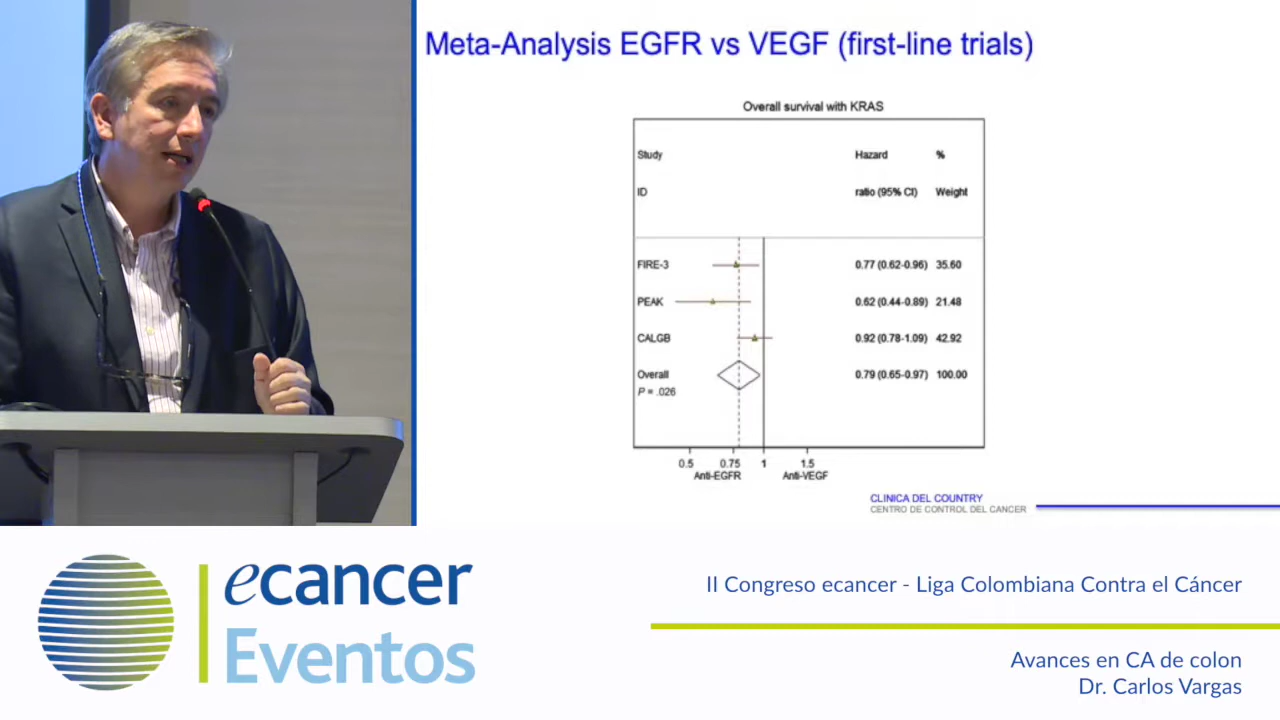 Meta-Analysis EGFR vs VEGF (first-line trials)
Overall survival with KRAS
Study Hazard %
ID ratio (95% CI) Weight
FIRE-3 0.77 (0.62-0.96) 35.60
PEAK 0.62 (0.44-0.89) 21.48
CALGB 0.92 (0.78-1.09) 42.92
Overall 0.79 (0.65-0.97) 100.00
P = .026
0.5 0.75 1 1.5
Anti-EGFR Anti-VEGF
CLINICA DEL COUNTRY
CENTRO DE CONTROL DEL CANCER
ecancer
Eventos
II Congreso ecancer - Liga Colombiana Contra el Cáncer
Avances en CA de colon
Dr. Carlos Vargas